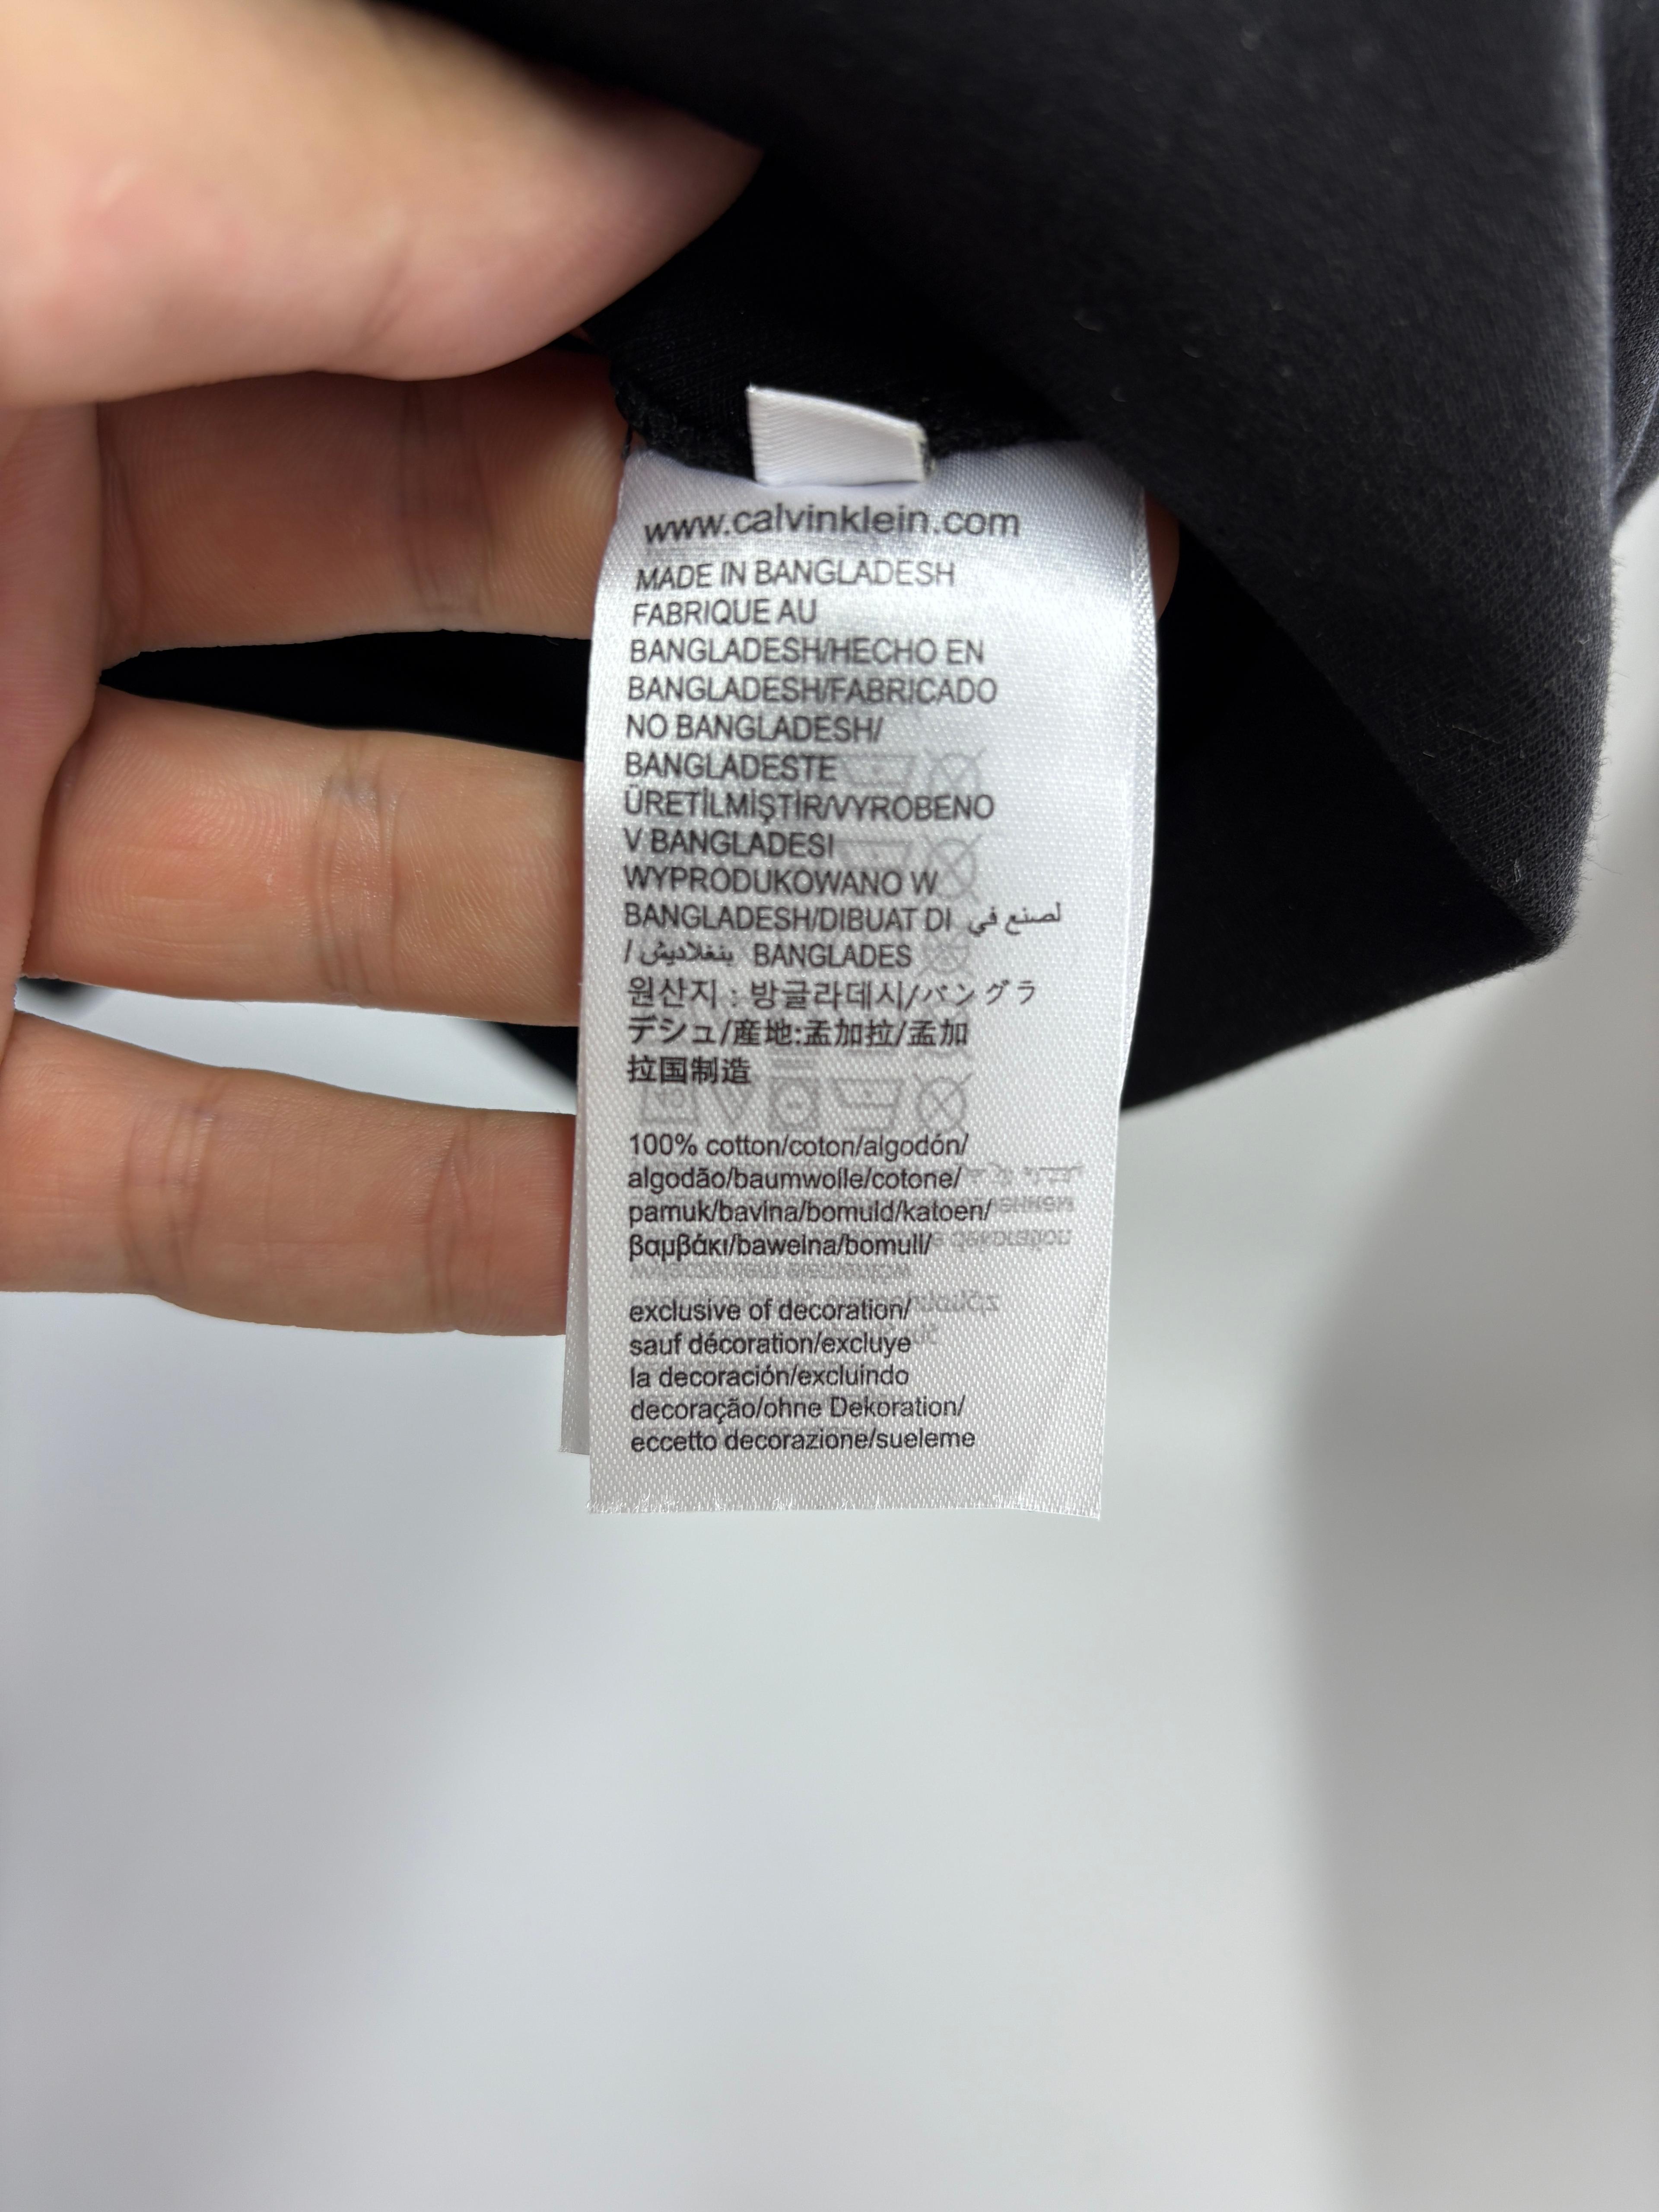 www.calvinklein.com
MADE IN BANGLADESH
FABRIQUE AU
BANGLADESH/HECHO EN
BANGLADESH/FABRICADO
NO BANGLADESH/
BANGLADESTE
ÜRETİLMİŞTİR/VYROBENO
V BANGLADESI
WYPRODUKOWANO W
BANGLADESH/DIBUAT DI لصنع في
/ بنغلاديش BANGLADES
원산지 : 방글라데시/バングラ
デシュ/産地:孟加拉/孟加
拉国制造
100% cotton/coton/algodón/
algodão/baumwolle/cotone/
pamuk/bavlna/bomuld/katoen/
βαμβάκι/bawełna/bomull/
exclusive of decoration/
sauf décoration/excluye
la decoración/excluindo
decoração/ohne Dekoration/
eccetto decorazione/sueleme